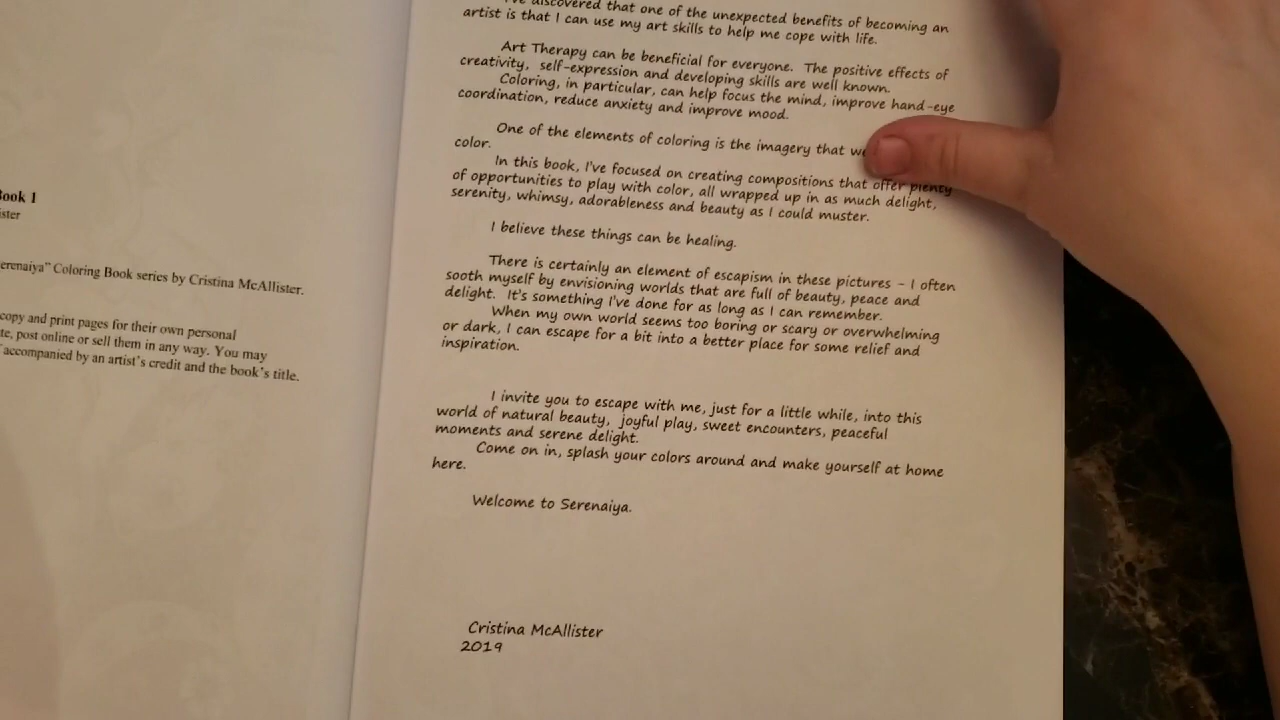 Book 1
erenaiya" Coloring Book series by Cristina McAllister.
copy and print pages for their own personal
post online or sell them in any way. You may
accompanied by an artist's credit and the book's title.
discovered that one of the unexpected benefits of becoming an
artist is that I can use my art skills to help me cope with life.
Art Therapy can be beneficial for everyone. The positive effects of
creativity, self-expression and developing skills are well known.
Coloring, in particular, can help focus the mind, improve hand-eye
coordination, reduce anxiety and improve mood.
One of the elements of coloring is the imagery that we
color.
In this book, I've focused on creating compositions that offer plenty
of opportunities to play with color, all wrapped up in as much delight,
serenity, whimsy, adorableness and beauty as I could muster.
I believe these things can be healing.
There is certainly an element of escapism in these pictures - I often
sooth myself by envisioning worlds that are full of beauty, peace and
delight. It's something I've done for as long as I can remember.
When my own world seems too boring or scary or overwhelming
or dark, I can escape for a bit into a better place for some relief and
inspiration.
I invite you to escape with me, just for a little while, into this
world of natural beauty, joyful play, sweet encounters, peaceful
moments and serene delight.
Come on in, splash your colors around and make yourself at home
here.
Welcome to Serenaiya.
Cristina McAllister
2019